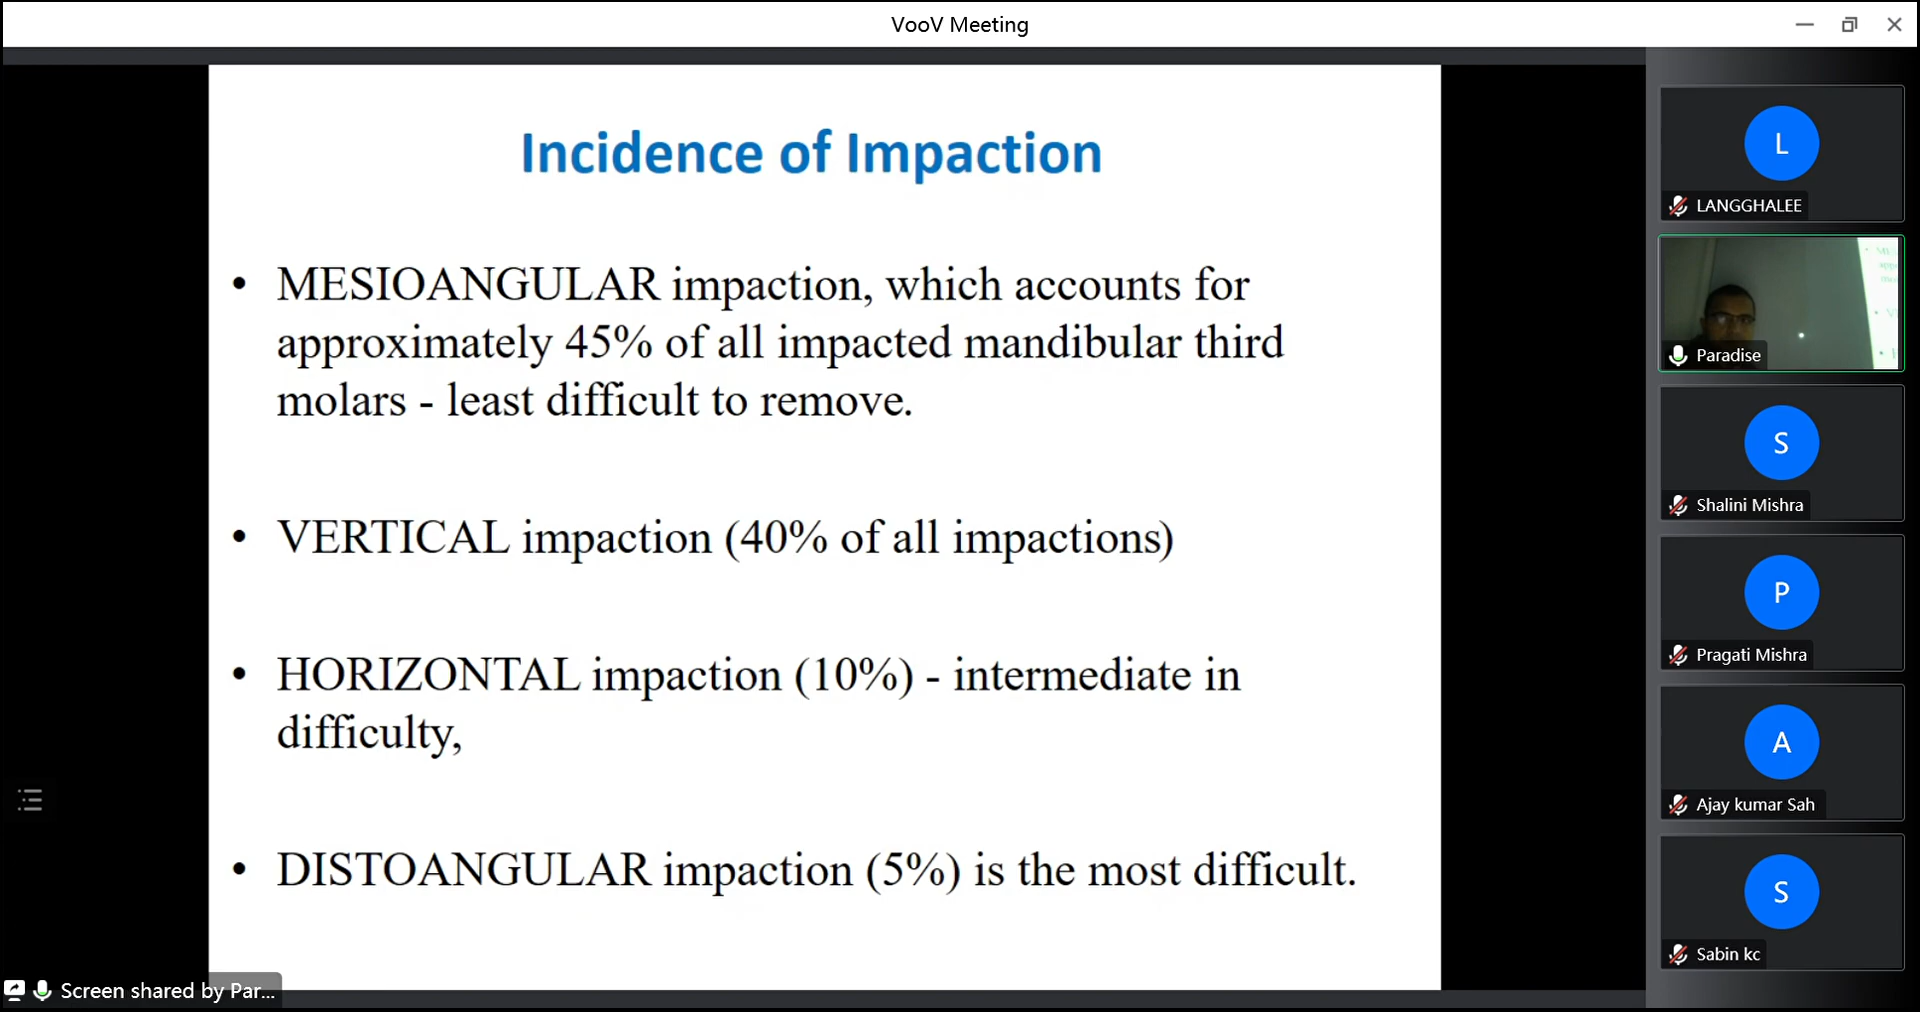 VooV Meeting
Incidence of Impaction
• MESIOANGULAR impaction, which accounts for
approximately 45% of all impacted mandibular third
molars - least difficult to remove.
• VERTICAL impaction (40% of all impactions)
• HORIZONTAL impaction (10%) - intermediate in
difficulty,
• DISTOANGULAR impaction (5%) is the most difficult.
Screen shared by Par...
L
LANGGHALEE
Paradise
S
Shalini Mishra
P
Pragati Mishra
A
Ajay kumar Sah
S
Sabin kc